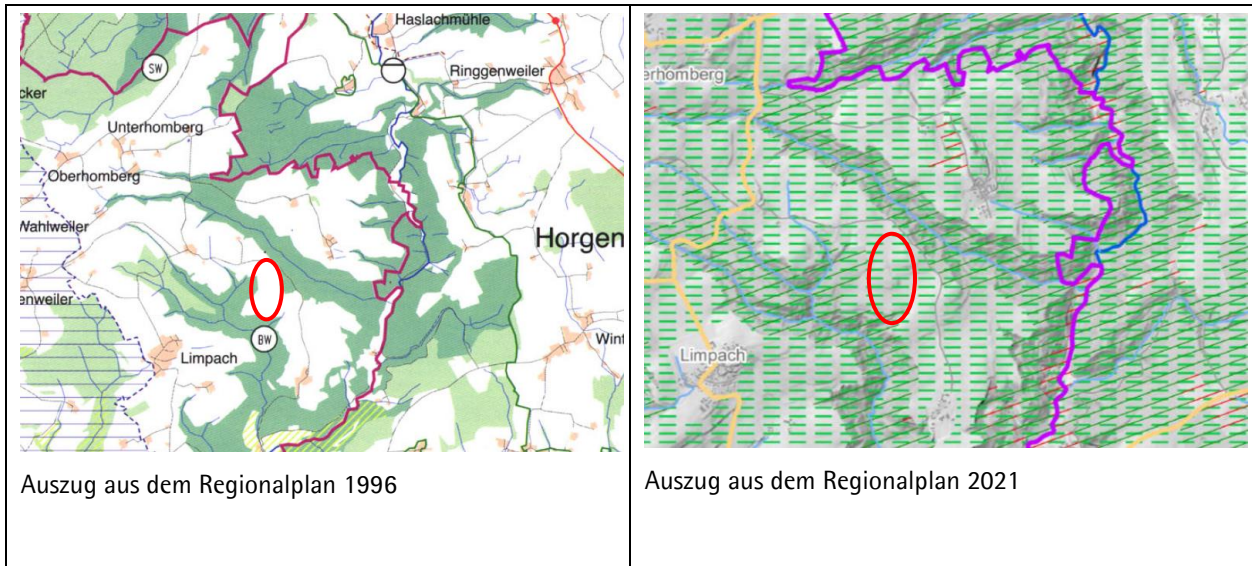 Haslachmühle
SW
Ringgenweiler
cker
Unterhomberg
Oberhomberg
Wahlweiler
Horgen
enweiler
BW
Limpach
Wint
Auszug aus dem Regionalplan 1996
erhomberg
Limpach
Auszug aus dem Regionalplan 2021